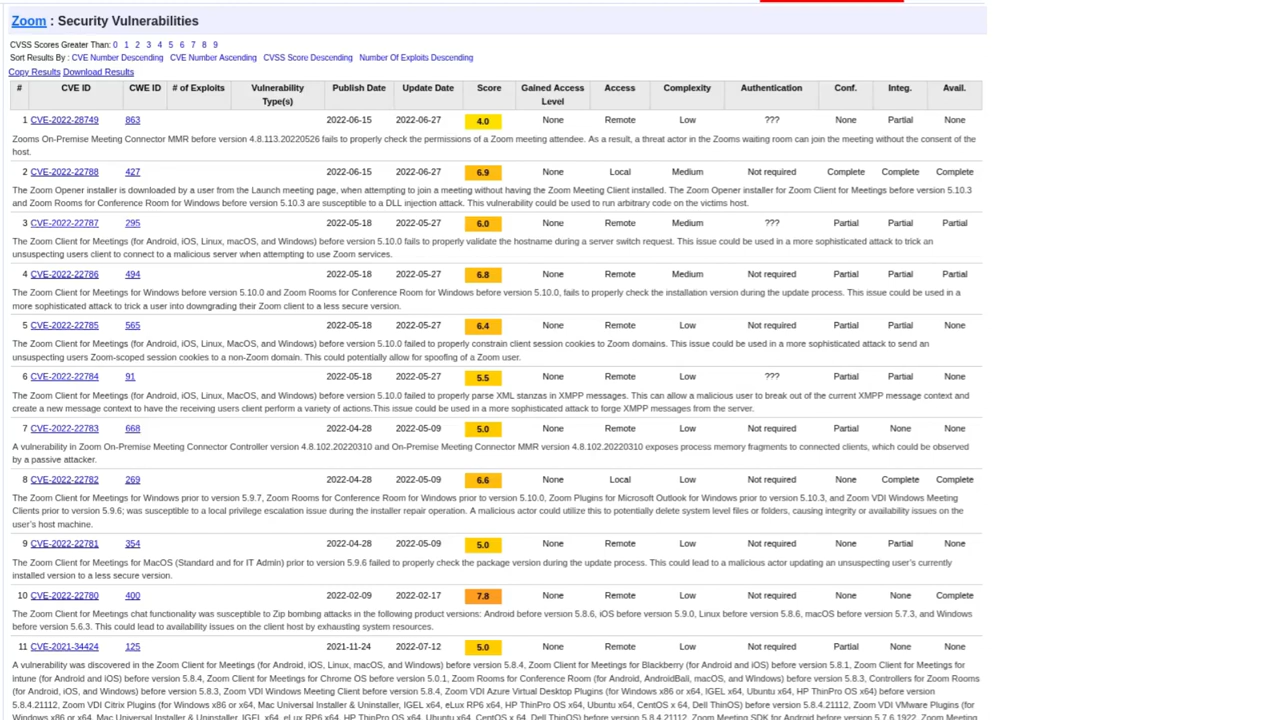 Zoom : Security Vulnerabilities
CVSS Scores Greater Than: 0 1 2 3 4 5 6 7 8 9
Sort Results By : CVE Number Descending CVE Number Ascending CVSS Score Descending Number Of Exploits Descending
Copy Results Download Results
# CVE ID CWE ID # of Exploits Vulnerability Type(s) Publish Date Update Date Score Gained Access Level Access Complexity Authentication Conf. Integ. Avail.
1 CVE-2022-28749 863 2022-06-15 2022-06-27 4.0 None Remote Low ??? None Partial None
Zooms On-Premise Meeting Connector MMR before version 4.8.113.20220526 fails to properly check the permissions of a Zoom meeting attendee. As a result, a threat actor in the Zooms waiting room can join the meeting without the consent of the
host.
2 CVE-2022-22788 427 2022-06-15 2022-06-27 6.9 None Local Medium Not required Complete Complete Complete
The Zoom Opener installer is downloaded by a user from the Launch meeting page, when attempting to join a meeting without having the Zoom Meeting Client installed. The Zoom Opener installer for Zoom Client for Meetings before version 5.10.3
and Zoom Rooms for Conference Room for Windows before version 5.10.3 are susceptible to a DLL injection attack. This vulnerability could be used to run arbitrary code on the victims host.
3 CVE-2022-22787 295 2022-05-18 2022-05-27 6.0 None Remote Medium ??? Partial Partial Partial
The Zoom Client for Meetings (for Android, iOS, Linux, macOS, and Windows) before version 5.10.0 fails to properly validate the hostname during a server switch request. This issue could be used in a more sophisticated attack to trick an
unsuspecting users client to connect to a malicious server when attempting to use Zoom services.
4 CVE-2022-22786 494 2022-05-18 2022-05-27 6.8 None Remote Medium Not required Partial Partial Partial
The Zoom Client for Meetings for Windows before version 5.10.0 and Zoom Rooms for Conference Room for Windows before version 5.10.0, fails to properly check the installation version during the update process. This issue could be used in a
more sophisticated attack to trick a user into downgrading their Zoom client to a less secure version.
5 CVE-2022-22785 565 2022-05-18 2022-05-27 6.4 None Remote Low Not required Partial Partial None
The Zoom Client for Meetings (for Android, iOS, Linux, MacOS, and Windows) before version 5.10.0 failed to properly constrain client session cookies to Zoom domains. This issue could be used in a more sophisticated attack to send an
unsuspecting users Zoom-scoped session cookies to a non-Zoom domain. This could potentially allow for spoofing of a Zoom user.
6 CVE-2022-22784 91 2022-05-18 2022-05-27 5.5 None Remote Low ??? Partial Partial None
The Zoom Client for Meetings (for Android, iOS, Linux, MacOS, and Windows) before version 5.10.0 failed to properly parse XML stanzas in XMPP messages. This can allow a malicious user to break out of the current XMPP message context and
create a new message context to have the receiving users client perform a variety of actions.This issue could be used in a more sophisticated attack to forge XMPP messages from the server.
7 CVE-2022-22783 668 2022-04-28 2022-05-09 5.0 None Remote Low Not required Partial None None
A vulnerability in Zoom On-Premise Meeting Connector Controller version 4.8.102.20220310 and On-Premise Meeting Connector MMR version 4.8.102.20220310 exposes process memory fragments to connected clients, which could be observed
by a passive attacker.
8 CVE-2022-22782 269 2022-04-28 2022-05-09 6.6 None Local Low Not required None Complete Complete
The Zoom Client for Meetings for Windows prior to version 5.9.7, Zoom Rooms for Conference Room for Windows prior to version 5.10.0, Zoom Plugins for Microsoft Outlook for Windows prior to version 5.10.3, and Zoom VDI Windows Meeting
Clients prior to version 5.9.6; was susceptible to a local privilege escalation issue during the installer repair operation. A malicious actor could utilize this to potentially delete system level files or folders, causing integrity or availability issues on the
user's host machine.
9 CVE-2022-22781 354 2022-04-28 2022-05-09 5.0 None Remote Low Not required None Partial None
The Zoom Client for Meetings for MacOS (Standard and for IT Admin) prior to version 5.9.6 failed to properly check the package version during the update process. This could lead to a malicious actor updating an unsuspecting user's currently
installed version to a less secure version.
10 CVE-2022-22780 400 2022-02-09 2022-02-17 7.8 None Remote Low Not required None None Complete
The Zoom Client for Meetings chat functionality was susceptible to Zip bombing attacks in the following product versions: Android before version 5.8.6, iOS before version 5.9.0, Linux before version 5.8.6, macOS before version 5.7.3, and Windows
before version 5.6.3. This could lead to availability issues on the client host by exhausting system resources.
11 CVE-2021-34424 125 2021-11-24 2022-07-12 5.0 None Remote Low Not required Partial None None
A vulnerability was discovered in the Zoom Client for Meetings (for Android, iOS, Linux, macOS, and Windows) before version 5.8.4, Zoom Client for Meetings for Blackberry (for Android and iOS) before version 5.8.1, Zoom Client for Meetings for
intune (for Android and iOS) before version 5.8.4, Zoom Client for Meetings for Chrome OS before version 5.0.1, Zoom Rooms for Conference Room (for Android, AndroidBali, macOS, and Windows) before version 5.8.3, Controllers for Zoom Rooms
(for Android, iOS, and Windows) before version 5.8.3, Zoom VDI Windows Meeting Client before version 5.8.4, Zoom VDI Azure Virtual Desktop Plugins (for Windows x86 or x64, IGEL x64, Ubuntu x64, HP ThinPro OS x64) before version
5.8.4.21112, Zoom VDI Citrix Plugins (for Windows x86 or x64, Mac Universal Installer & Uninstaller, IGEL x64, eLux RP6 x64, HP ThinPro OS x64, Ubuntu x64, CentOS x 64, Dell ThinOS) before version 5.8.4.21112, Zoom VDI VMware Plugins (for
Windows x86 or x64, Mac Universal Installer & Uninstaller, IGEL x64, eLux RP6 x64, HP ThinPro OS x64, Ubuntu x64, CentOS x 64, Dell ThinOS) before version 5.8.4.21112, Zoom Meeting SDK for Android before version 5.7.6.1922, Zoom Meeting